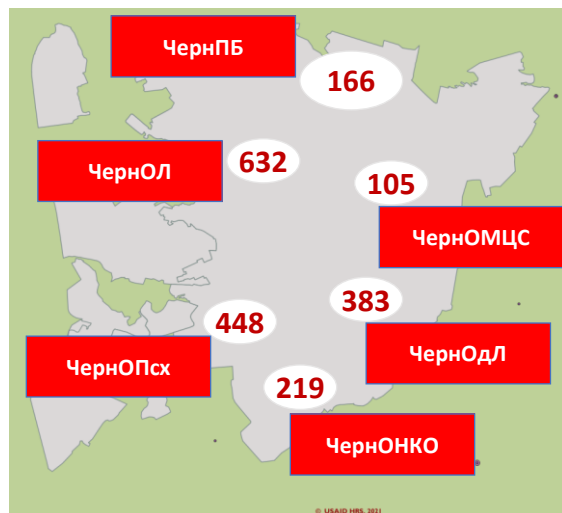 ЧернПБ
166
632
ЧернОЛ
105
ЧернОМЦС
383
448
ЧернОдЛ
ЧернОПсх
219
ЧернОНКО
© USAID HRS, 2021